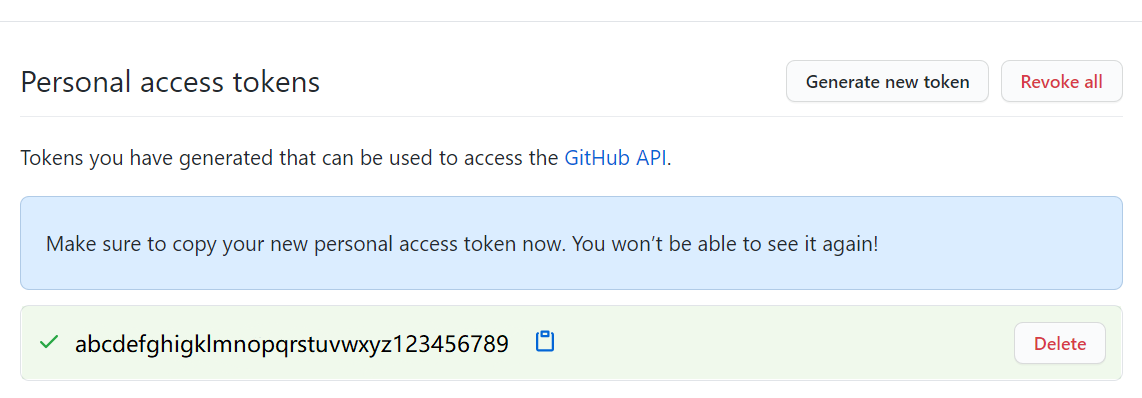 Personal access tokens
Generate new token
Revoke all
Tokens you have generated that can be used to access the GitHub API.
Make sure to copy your new personal access token now. You won’t be able to see it again!
abcdefghigklmnopqrstuvwxyz123456789
Delete